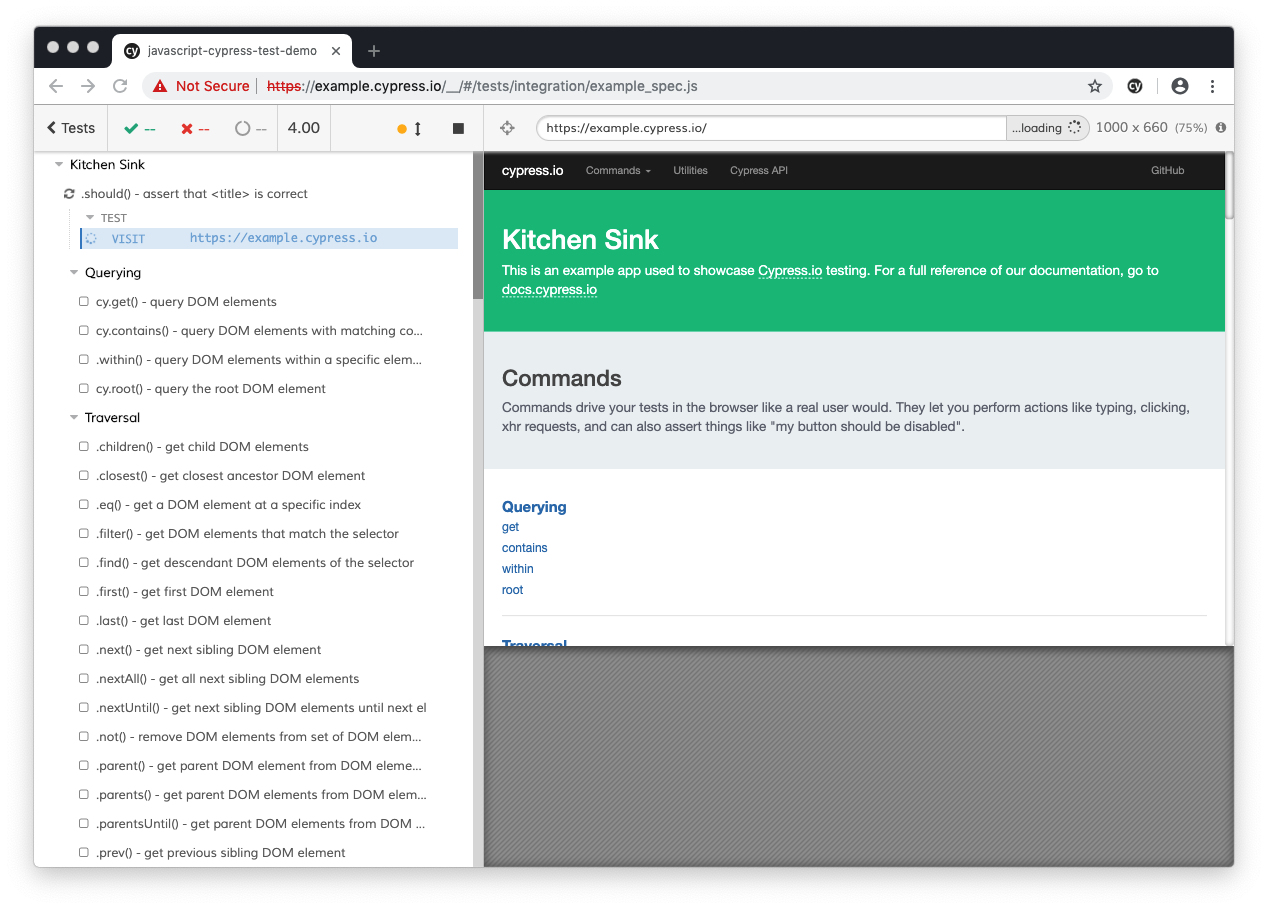 cy javascript-cypress-test-demo
Not Secure https://example.cypress.io/__/#/tests/integration/example_spec.js cy
Tests -- -- -- 4.00
https://example.cypress.io/ ...loading 1000 x 660 (75%)
Kitchen Sink
.should() - assert that <title> is correct
TEST
VISIT https://example.cypress.io
Querying
cy.get() - query DOM elements
cy.contains() - query DOM elements with matching co...
.within() - query DOM elements within a specific elem...
cy.root() - query the root DOM element
Traversal
.children() - get child DOM elements
.closest() - get closest ancestor DOM element
.eq() - get a DOM element at a specific index
.filter() - get DOM elements that match the selector
.find() - get descendant DOM elements of the selector
.first() - get first DOM element
.last() - get last DOM element
.next() - get next sibling DOM element
.nextAll() - get all next sibling DOM elements
.nextUntil() - get next sibling DOM elements until next el
.not() - remove DOM elements from set of DOM elem...
.parent() - get parent DOM element from DOM eleme...
.parents() - get parent DOM elements from DOM elem...
.parentsUntil() - get parent DOM elements from DOM ...
.prev() - get previous sibling DOM element
cypress.io Commands Utilities Cypress API GitHub
Kitchen Sink
This is an example app used to showcase Cypress.io testing. For a full reference of our documentation, go to
docs.cypress.io
Commands
Commands drive your tests in the browser like a real user would. They let you perform actions like typing, clicking,
xhr requests, and can also assert things like "my button should be disabled".
Querying
get
contains
within
root
Traversal